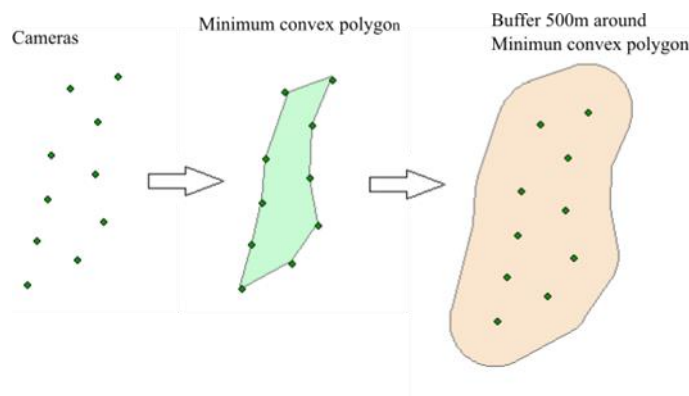 Cameras
Minimum convex polygon
Buffer 500m around
Minimun convex polygon